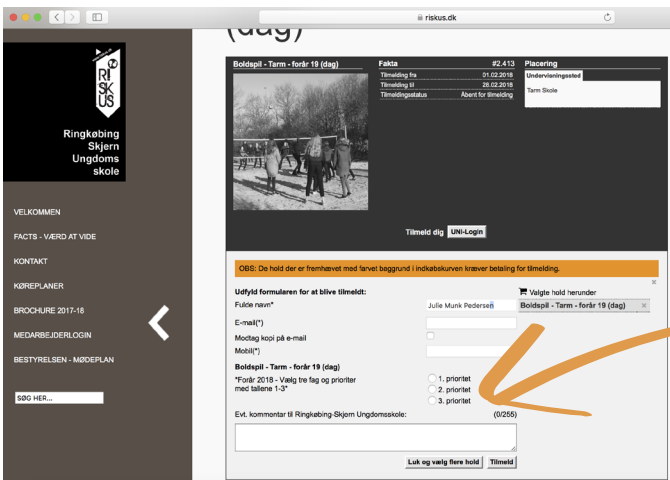 riskus.dk
(dag)
RI
SK
US
Ringkøbing
Skjern
Ungdoms
skole
VELKOMMEN
FACTS - VÆRD AT VIDE
KONTAKT
KØREPLANER
BROCHURE 2017-18
MEDARBEJDERLOGIN
BESTYRELSEN - MØDEPLAN
SØG HER...
Boldspil - Tarm - forår 19 (dag)
Fakta #2.413
Tilmelding fra 01.02.2018
Tilmelding til 28.02.2018
Tilmeldingsstatus Åbent for tilmelding
Placering
Undervisningssted
Tarm Skole
Tilmeld dig UNI-Login
OBS: De hold der er fremhævet med farvet baggrund i indkøbskurven kræver betaling for tilmelding.
Udfyld formularen for at blive tilmeldt:
Fulde navn* Julie Munk Pedersen
E-mail(*)
Modtag kopi på e-mail
Mobil(*)
Valgte hold herunder
Boldspil - Tarm - forår 19 (dag)
Boldspil - Tarm - forår 19 (dag)
*Forår 2018 - Vælg tre fag og prioriter
med tallene 1-3*
1. prioritet
2. prioritet
3. prioritet
Evt. kommentar til Ringkøbing-Skjern Ungdomsskole: (0/255)
Luk og vælg flere hold Tilmeld